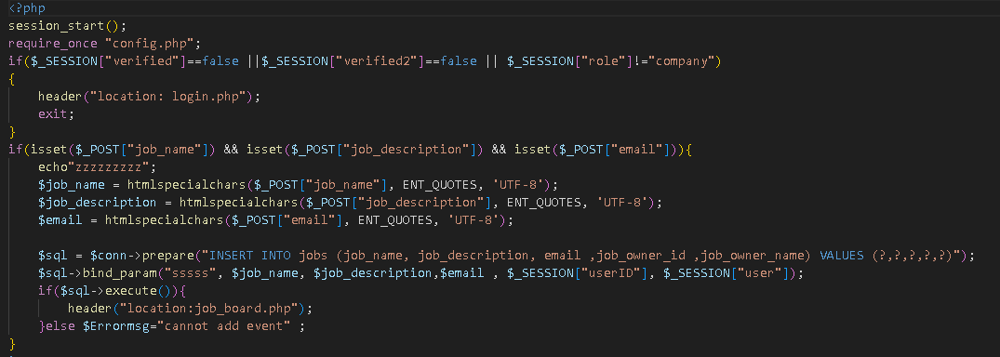 <?php
session_start();
require_once "config.php";
if($_SESSION["verified"]==false ||$_SESSION["verified2"]==false || $_SESSION["role"]!="company")
{
    header("location: login.php");
    exit;
}
if(isset($_POST["job_name"]) && isset($_POST["job_description"]) && isset($_POST["email"])){
    echo"zzzzzzzzz";
    $job_name = htmlspecialchars($_POST["job_name"], ENT_QUOTES, 'UTF-8');
    $job_description = htmlspecialchars($_POST["job_description"], ENT_QUOTES, 'UTF-8');
    $email = htmlspecialchars($_POST["email"], ENT_QUOTES, 'UTF-8');
    $sql = $conn->prepare("INSERT INTO jobs (job_name, job_description, email ,job_owner_id ,job_owner_name) VALUES (?,?,?,?,?)");
    $sql->bind_param("sssss", $job_name, $job_description,$email , $_SESSION["userID"], $_SESSION["user"]);
    if($sql->execute()){
        header("location:job_board.php");
    }else $Errormsg="cannot add event" ;
}